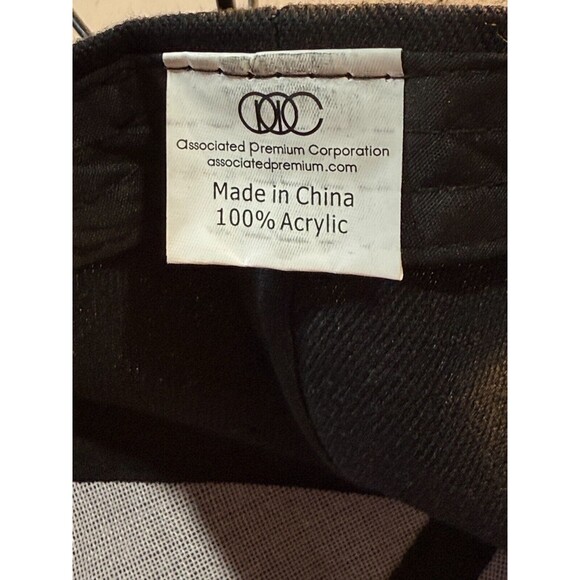 associated premium Corporation
associatedpremium.com
Made in China
100% Acrylic